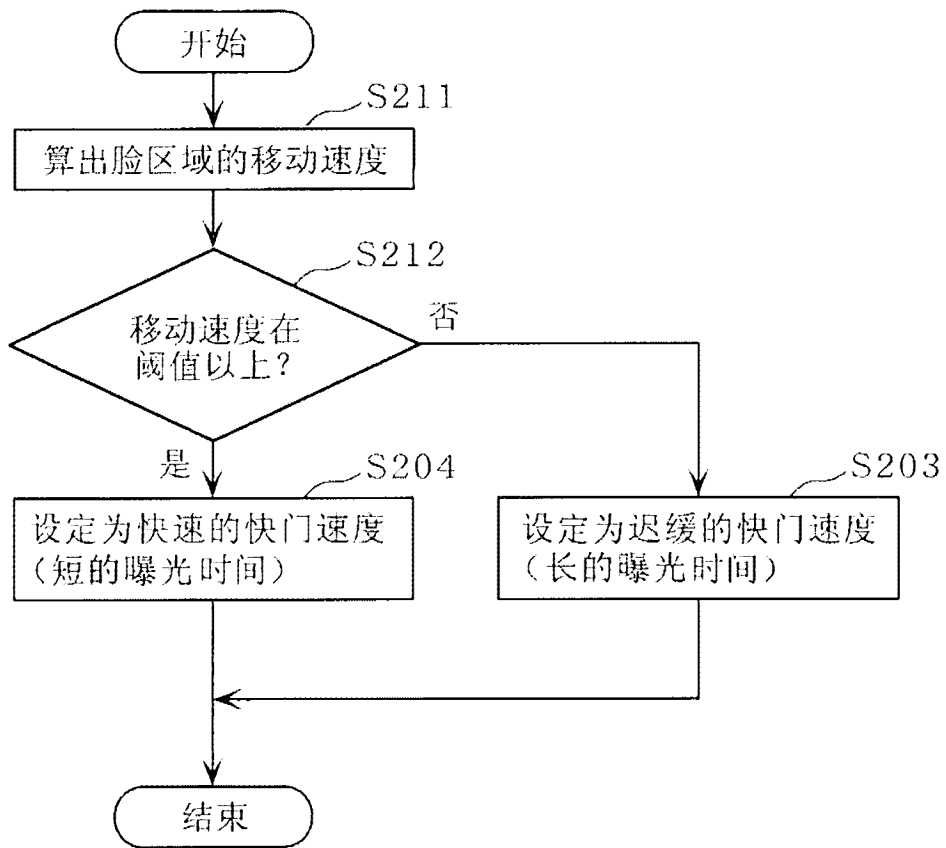 开始
S211
算出脸区域的移动速度
S212
移动速度在
阈值以上?
否
是
S204
设定为快速的快门速度
(短的曝光时间)
S203
设定为迟缓的快门速度
(长的曝光时间)
结束